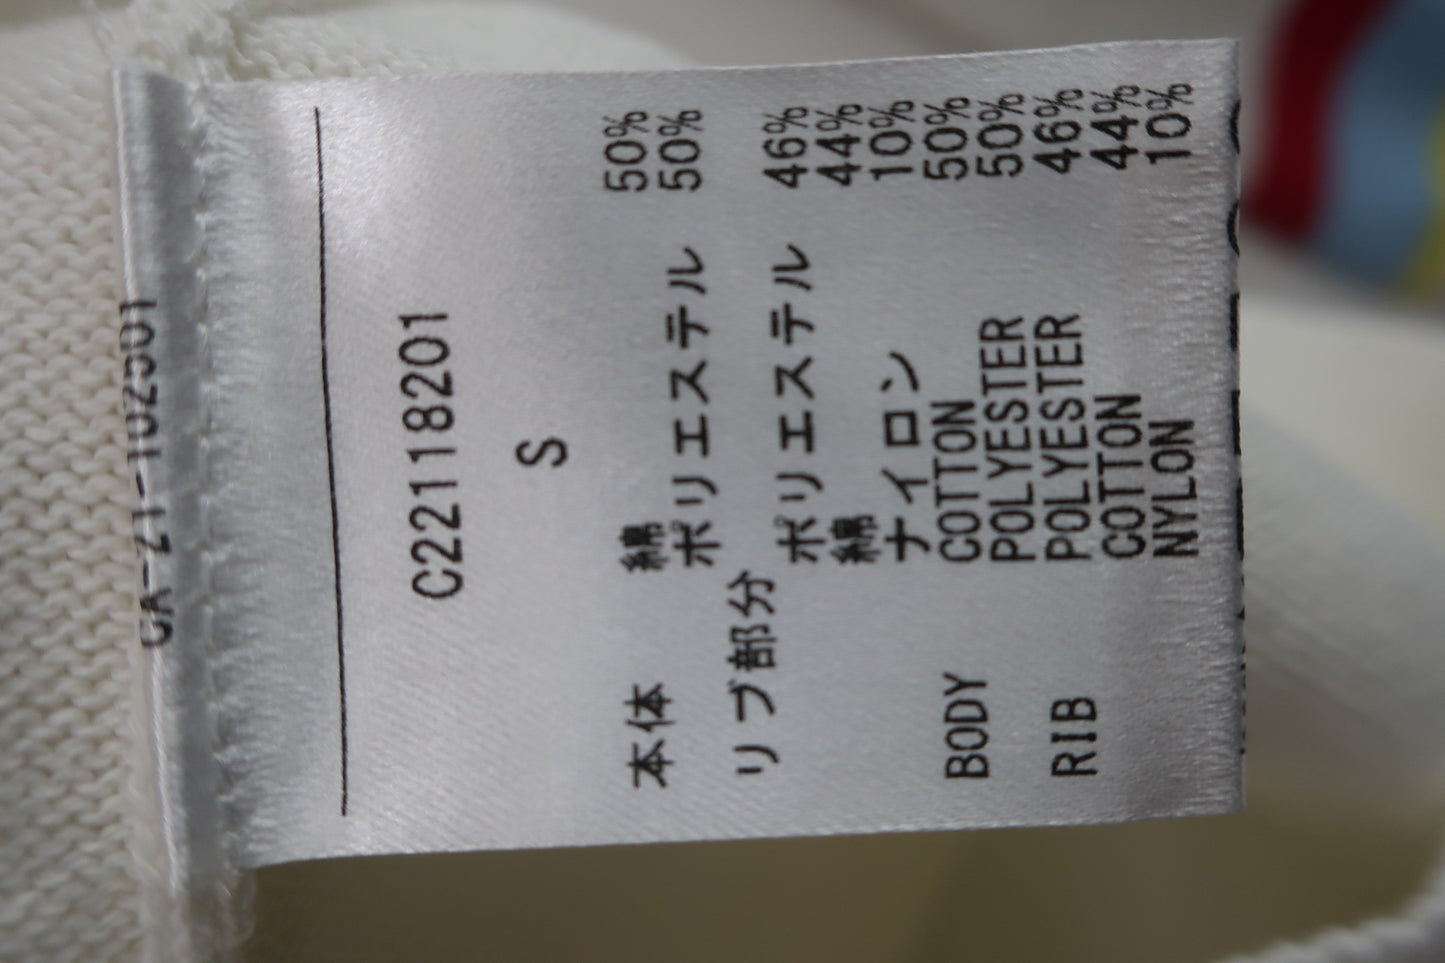 C22118201
S
本体 綿 50%
ポリエステル 50%
リブ部分
ポリエステル 46%
綿 44%
ナイロン 10%
BODY COTTON 50%
POLYESTER 50%
RIB POLYESTER 46%
COTTON 44%
NYLON 10%